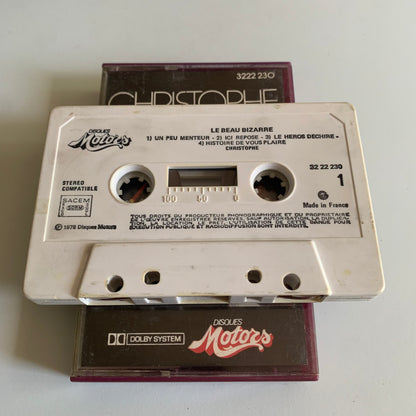 3222 230
CHRISTOPHE
LE BEAU BIZARRE
DISQUES
Motors
1) UN PEU MENTEUR - 2) ICI REPOSE - 3) LE HEROS DECHIRE -
4) HISTOIRE DE VOUS PLAIRE
CHRISTOPHE
STEREO
COMPATIBLE
32 22 230
1
100 50 0
SACEM
Made in France
© 1978 Disques Motors
TOUS DROITS DU PRODUCTEUR PHONOGRAPHIQUE ET DU PROPRIETAIRE
DE L'ŒUVRE ENREGISTREE RESERVES. SAUF AUTORISATION, LA DUPLICA-
TION, LA LOCATION, LE PRET, L'UTILISATION DE CETTE BANDE POUR
EXECUTION PUBLIQUE ET RADIODIFFUSION SONT INTERDITS.
DOLBY SYSTEM
DISQUES
Motors